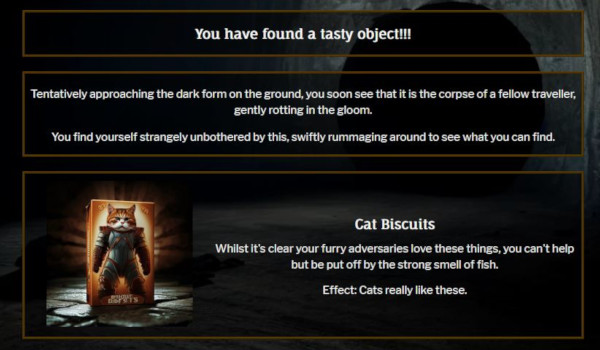 You have found a tasty object!!!
Tentatively approaching the dark form on the ground, you soon see that it is the corpse of a fellow traveller,
gently rotting in the gloom.
You find yourself strangely unbothered by this, swiftly rummaging around to see what you can find.
Cat Biscuits
Whilst it's clear your furry adversaries love these things, you can't help
but be put off by the strong smell of fish.
Effect: Cats really like these.